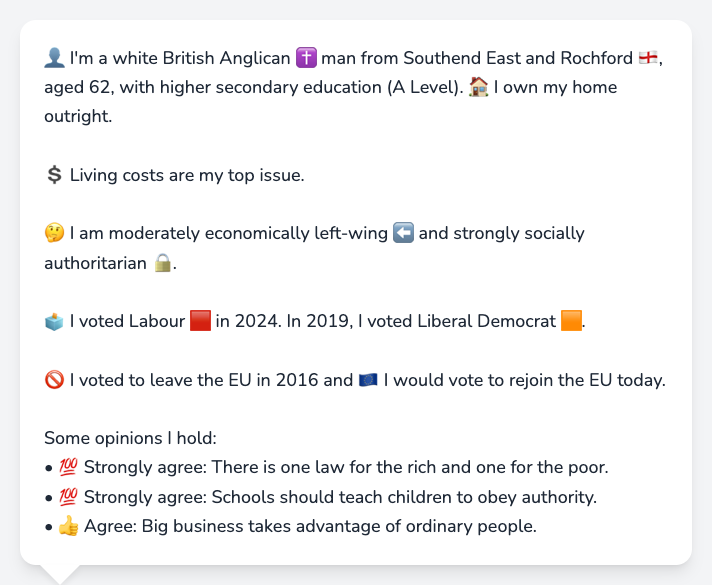 👤 I'm a white British Anglican ✝️ man from Southend East and Rochford 🏴󠁧󠁢󠁥󠁮󠁧󠁿,
aged 62, with higher secondary education (A Level). 🏠 I own my home
outright.
💲 Living costs are my top issue.
🤔 I am moderately economically left-wing ⬅️ and strongly socially
authoritarian 🔒.
🗳️ I voted Labour 🟥 in 2024. In 2019, I voted Liberal Democrat 🟧.
🚫 I voted to leave the EU in 2016 and 🇪🇺 I would vote to rejoin the EU today.
Some opinions I hold:
• 💯 Strongly agree: There is one law for the rich and one for the poor.
• 💯 Strongly agree: Schools should teach children to obey authority.
• 👍 Agree: Big business takes advantage of ordinary people.